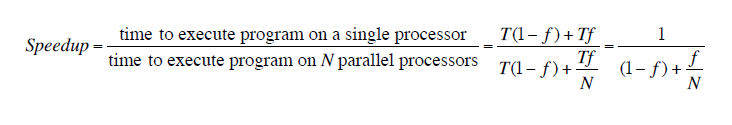 Speedup = time to execute program on a single processor / time to execute program on N parallel processors = T(1 − f) + Tf / T(1 − f) + Tf/N = 1 / (1 − f) + f/N